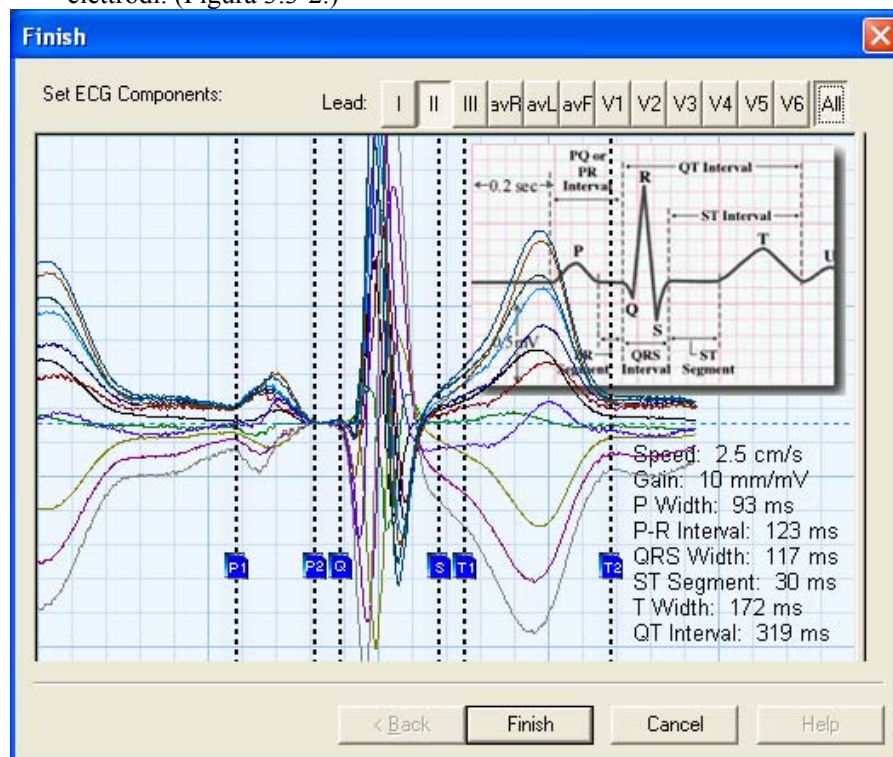 elettrodi. (Figura 3.3-2.)
Finish
Set ECG Components: Lead: I II III avR avL avF V1 V2 V3 V4 V5 V6 All
PQ or
PR
Interval
0.2 sec
QT Interval
R
ST Interval
P
T
U
Q
S
0.5mV
PR
Segment
QRS
Interval
ST
Segment
Speed: 2.5 cm/s
Gain: 10 mm/mV
P Width: 93 ms
P-R Interval: 123 ms
QRS Width: 117 ms
ST Segment: 30 ms
T Width: 172 ms
QT Interval: 319 ms
P1 P2 Q S T1 T2
< Back Finish Cancel Help